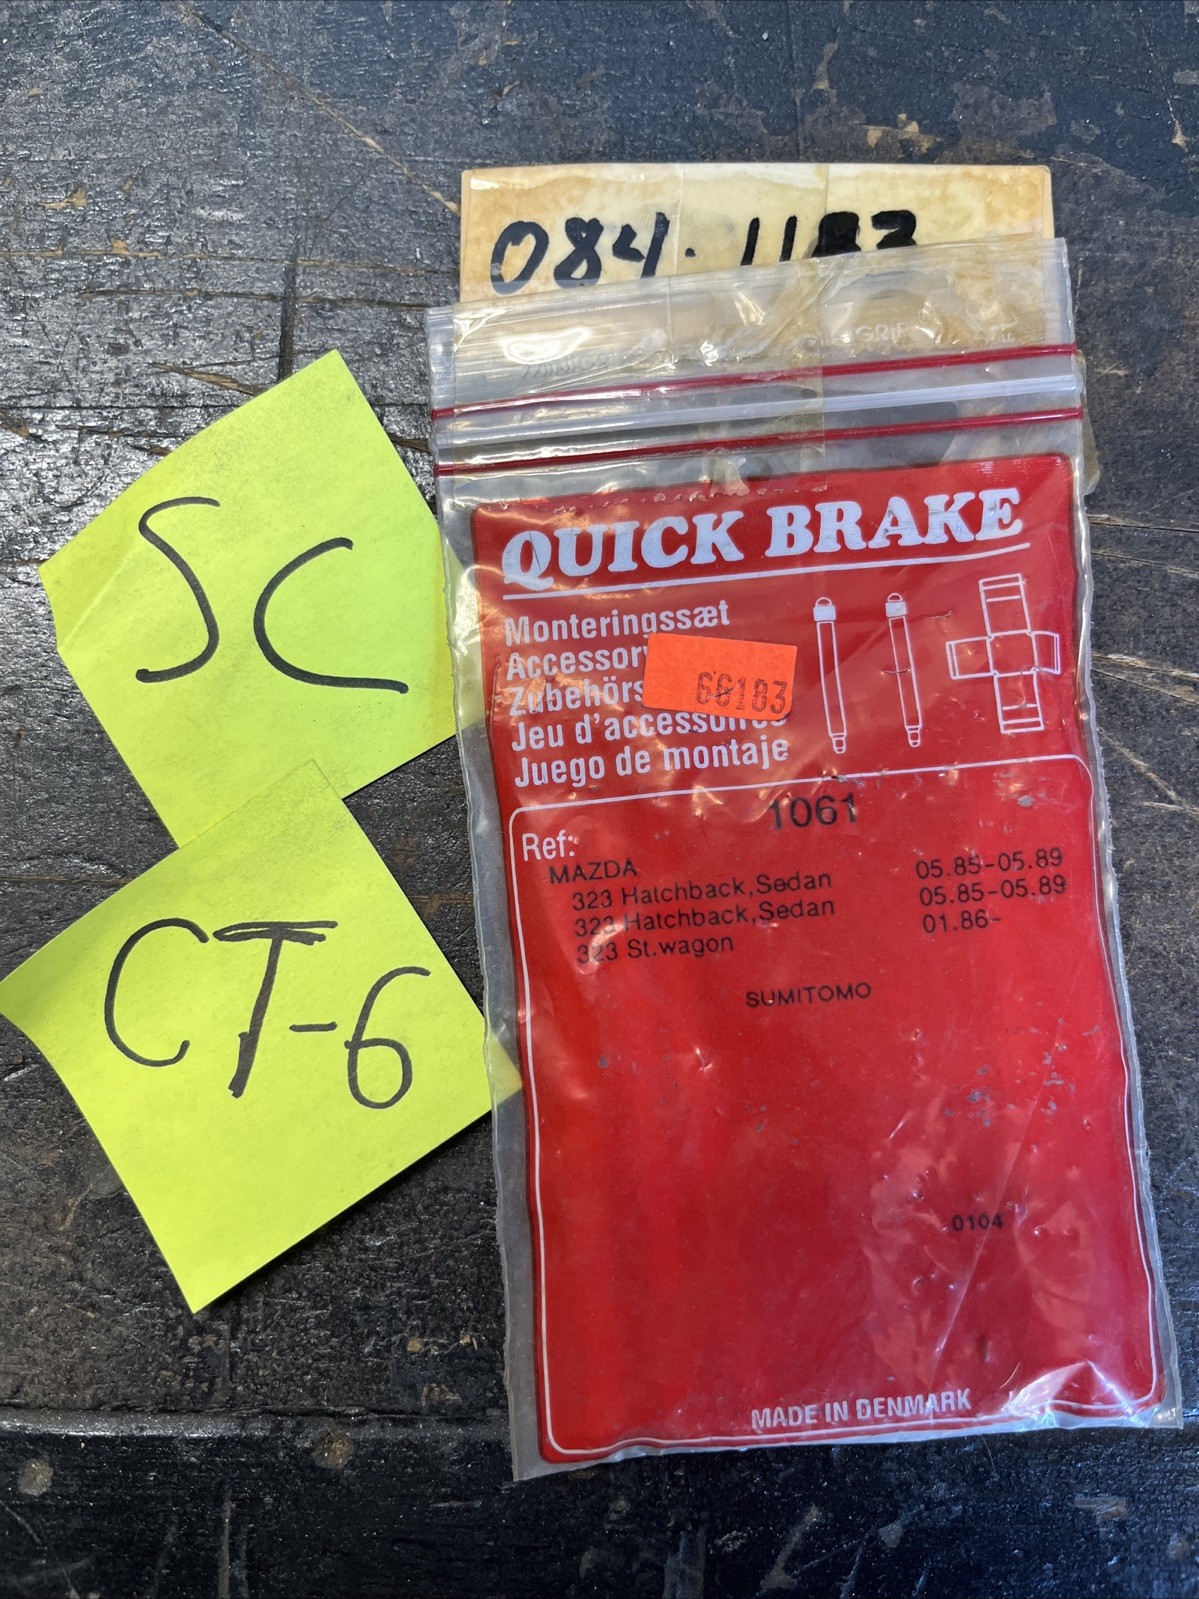 084-1183
GRIP
SC
CT-6
QUICK BRAKE
Monteringssæt
Accessory
Zubehörs
66183
Jeu d'accessoires
Juego de montaje
1061
Ref:
MAZDA
323 Hatchback,Sedan 05.85-05.89
323 Hatchback,Sedan 05.85-05.89
323 St.wagon 01.86-
SUMITOMO
0104
MADE IN DENMARK